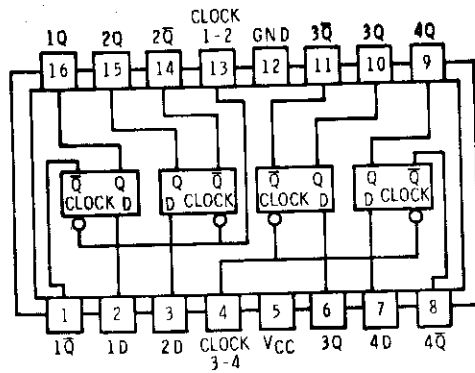 CLOCK
1Q 2Q 2Q̅ 1-2 GND 3Q̅ 3Q 4Q
16 15 14 13 12 11 10 9
Q̅ Q Q Q̅ Q̅ Q Q Q̅
CLOCK D D CLOCK CLOCK D D CLOCK
1 2 3 4 5 6 7 8
1Q̅ 1D 2D CLOCK VCC 3Q 4D 4Q̅
3-4